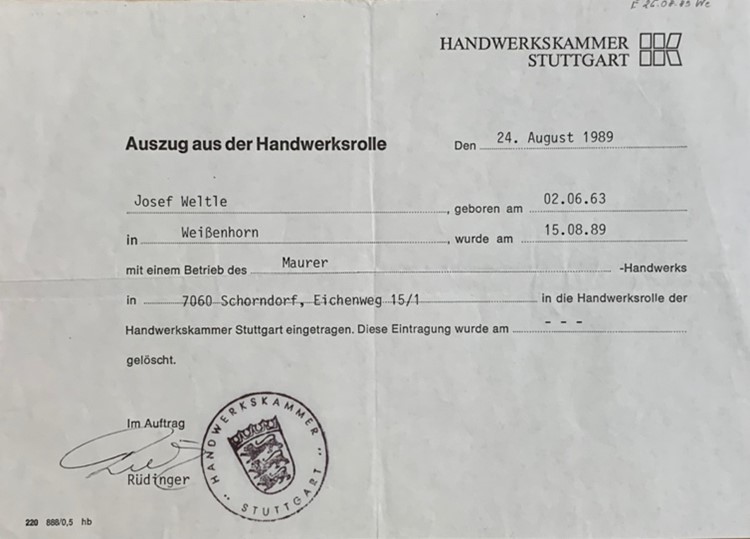 HANDWERKSKAMMER
STUTTGART
Auszug aus der Handwerksrolle
Den 24. August 1989
Josef Weltle, geboren am 02.06.63
in Weißenhorn, wurde am 15.08.89
mit einem Betrieb des Maurer -Handwerks
in 7060 Schorndorf, Eichenweg 15/1 in die Handwerksrolle der
Handwerkskammer Stuttgart eingetragen. Diese Eintragung wurde am - - -
gelöscht.
Im Auftrag
Rüdinger
HANDWERKSKAMMER
STUTTGART
220 888/0,5 hb